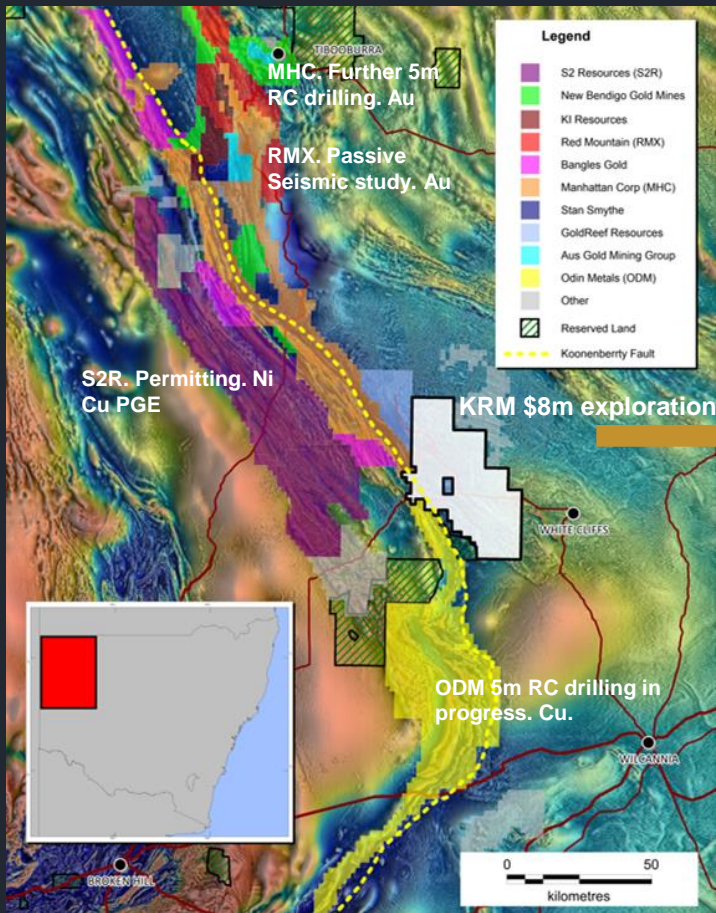 TIBOOBURRA
MHC. Further 5m
RC drilling. Au
RMX. Passive
Seismic study. Au
Legend
S2 Resources (S2R)
New Bendigo Gold Mines
KI Resources
Red Mountain (RMX)
Bangles Gold
Manhattan Corp (MHC)
Stan Smythe
GoldReef Resources
Aus Gold Mining Group
Odin Metals (ODM)
Other
Reserved Land
Koonenberry Fault
S2R. Permitting. Ni
Cu PGE
KRM $8m exploration
WHITE CLIFFS
ODM 5m RC drilling in
progress. Cu.
WILCANNIA
BROKEN HILL
0 50
kilometres